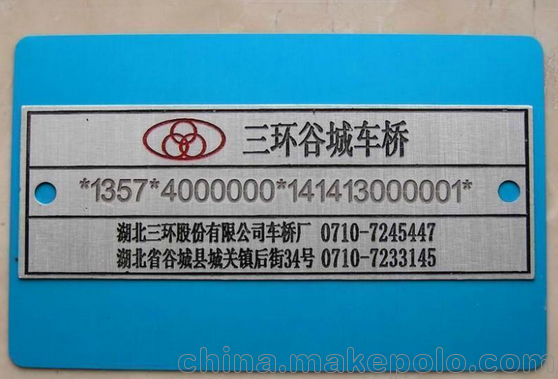 三环谷城车桥
*1357*4000000*141413000001*
湖北三环股份有限公司车桥厂 0710-7245447
湖北省谷城县城关镇后街34号 0710-7233145
china.makepolo.com